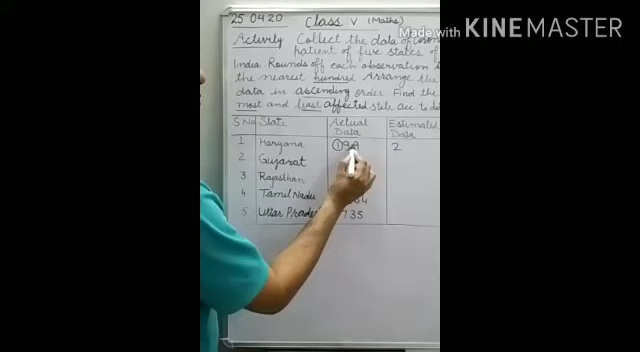 25 04 20 Class V (Maths)
Made with KINEMASTER
Activity Collect the data of
patient of five states of
India Rounds off each observation
the nearest hundred Arrange the
data in ascending order. Find the
most and least affected state acc to
S.No State Actual Data Estimated Data
1 Haryana 2
2 Gujarat
3 Rajasthan
4 Tamil Nadu
5 Uttar 735